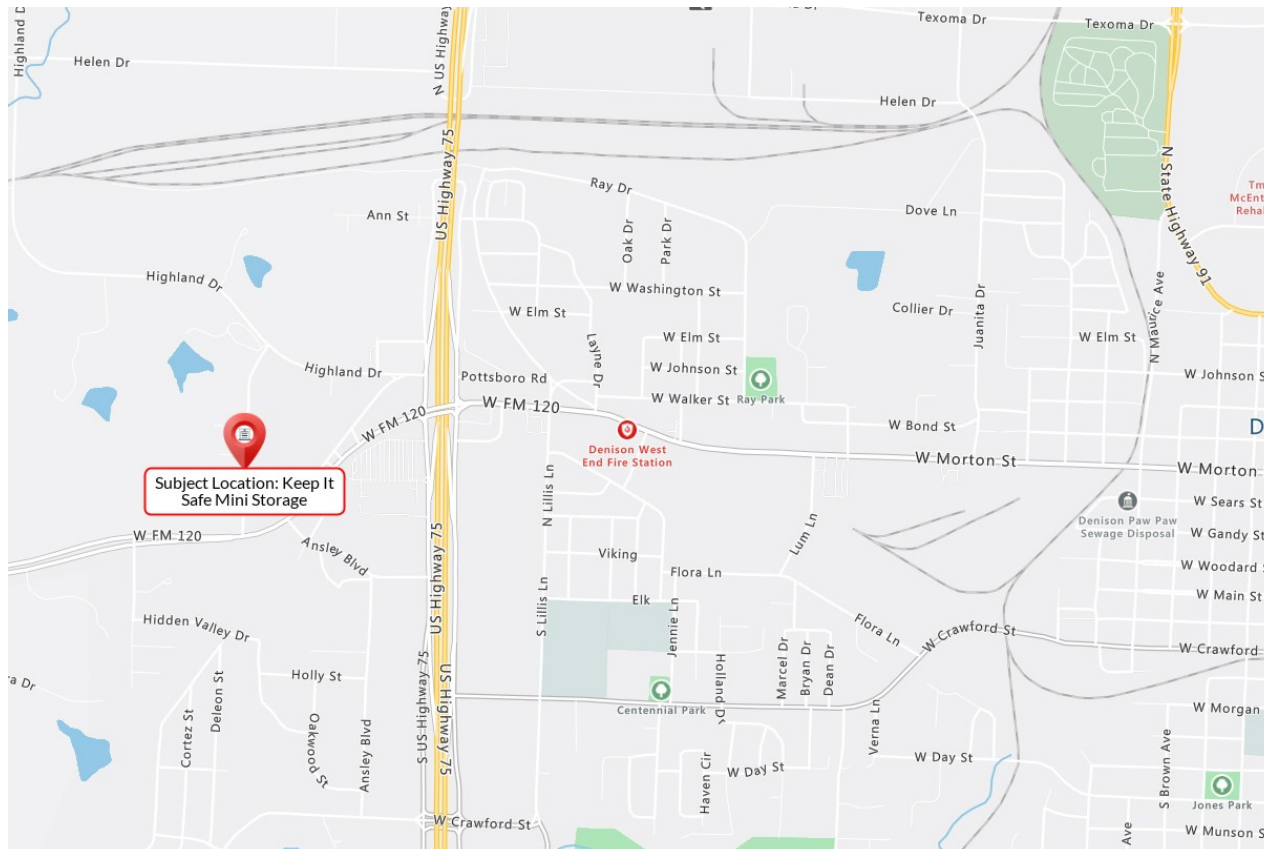 Highland D
Helen Dr
N US Highway
Texoma Dr
Texoma Dr
Helen Dr
US Highway 75
Ray Dr
Ann St
Oak Dr
Park Dr
Dove Ln
N State Highway 91
Tm
McEnt
Reha
Highland Dr
W Washington St
W Elm St
Collier Dr
Juanita Dr
N Maurice Ave
W Elm St
W Elm St
Layne Dr
Highland Dr
Pottsboro Rd
W Johnson St
W Johnson S
Ray Park
W Walker St
W FM 120
W FM 120
W Bond St
D
Denison West
End Fire Station
W Morton St
W Morton
Subject Location: Keep It
Safe Mini Storage
N Lillis Ln
W Sears St
Denison Paw Paw
Sewage Disposal
W FM 120
Ansley Blvd
US Highway 75
Lum Ln
W Gandy St
Viking
Flora Ln
W Woodard
Elk
W Main St
S Lillis Ln
Jennie Ln
Hidden Valley Dr
Flora Ln
W Crawford St
W Crawford
Holly St
Deleon St
Marcel Dr
Bryan Dr
Dean Dr
Holland Dr
Centennial Park
S US Highway 75
US Highway 75
Cortez St
Oakwood St
Ansley Blvd
Verna Ln
W Morgan
W Day St
W Day St
Haven Cir
S Brown Ave
Jones Park
W Crawford St
Ave
W Munson S